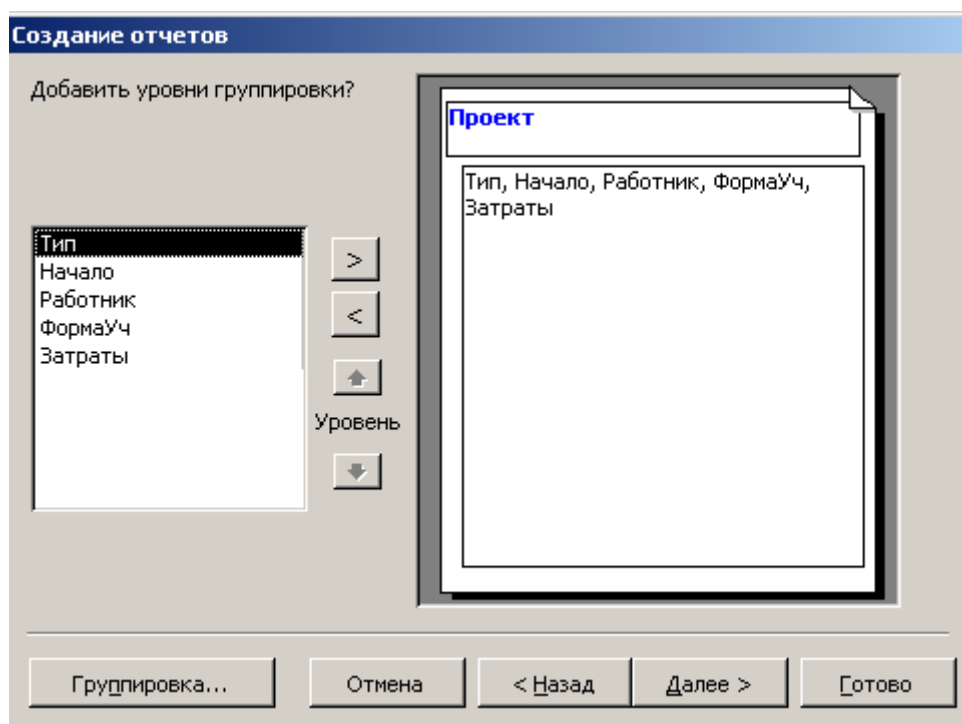 Создание отчетов
Добавить уровни группировки?
Проект
Тип, Начало, Работник, ФормаУч,
Затраты
Тип
Начало
Работник
ФормаУч
Затраты
>
<
Уровень
Группировка...
Отмена
< Назад
Далее >
Готово